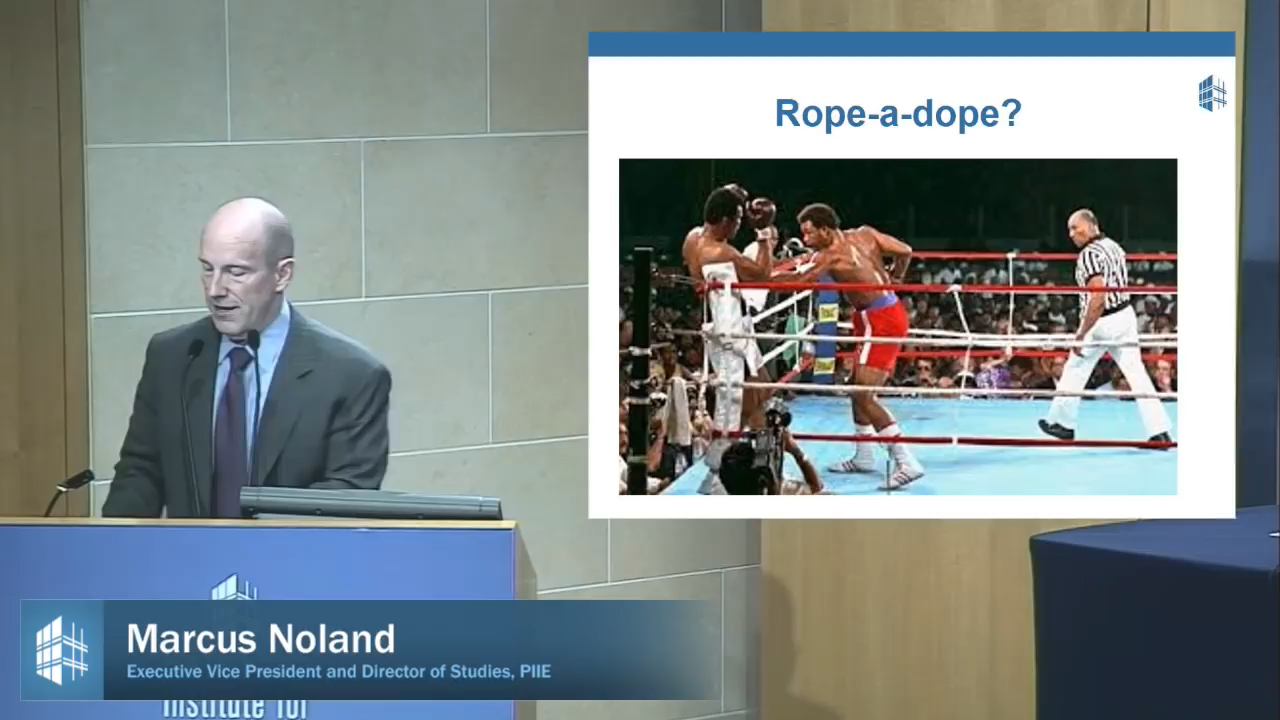 Rope-a-dope?
Marcus Noland
Executive Vice President and Director of Studies, PIIE
Institute for